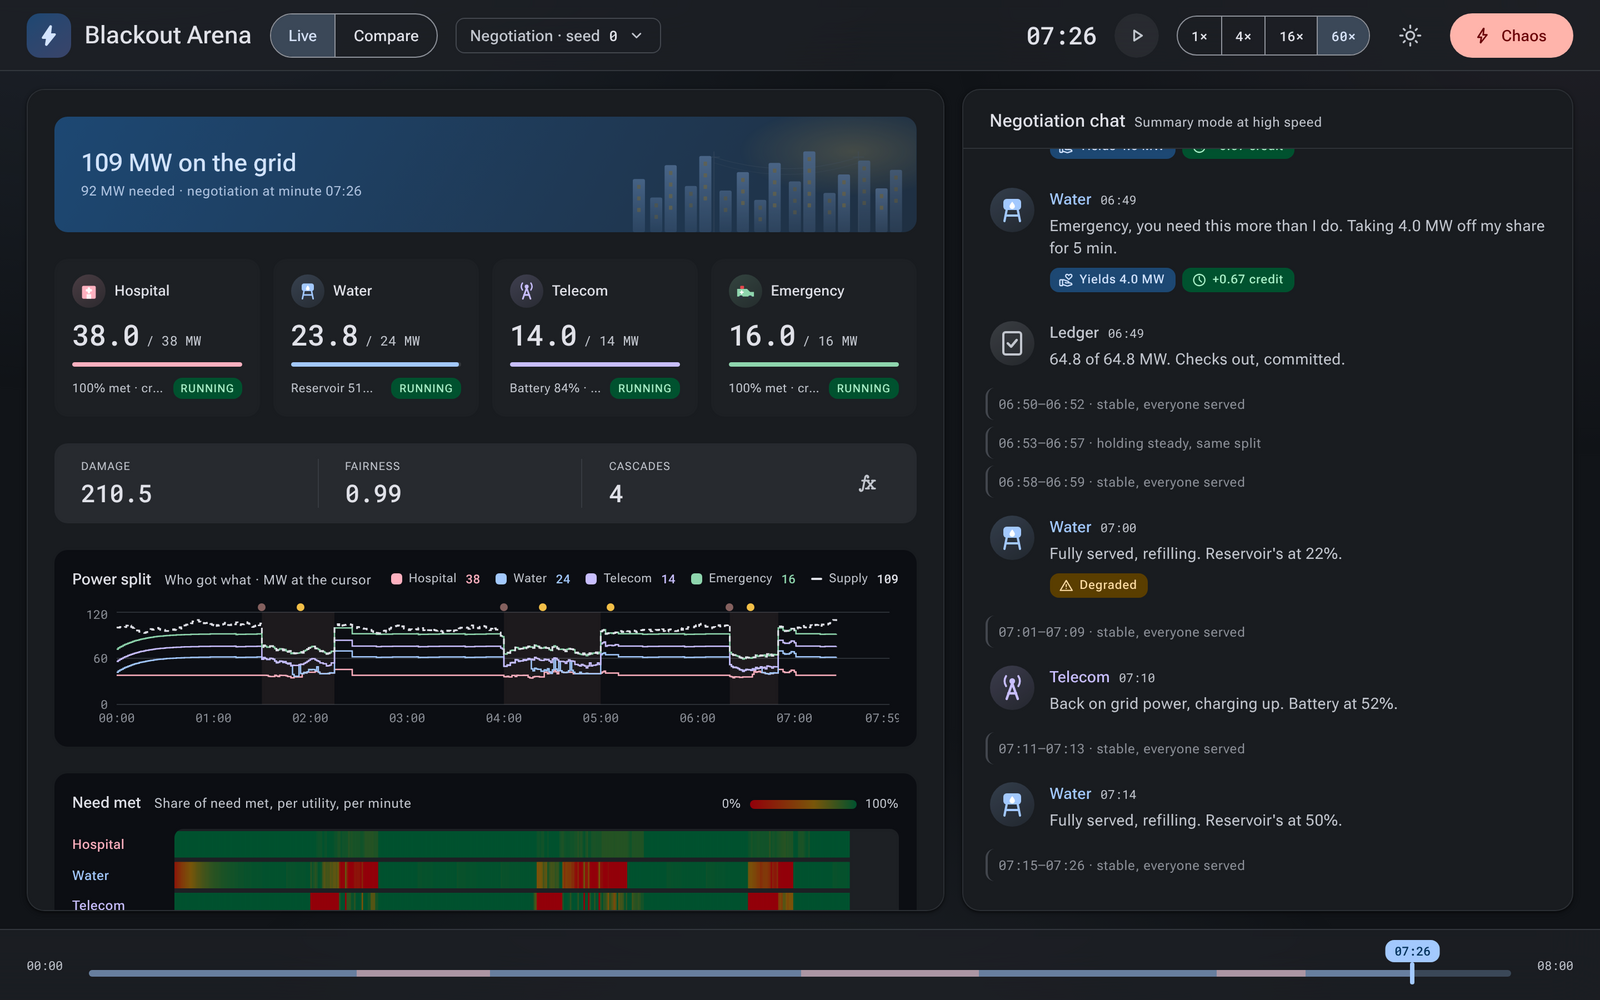 Blackout Arena
Live
Compare
Negotiation · seed 0
07:26
1×
4×
16×
60×
Chaos
109 MW on the grid
92 MW needed · negotiation at minute 07:26
Hospital
38.0 / 38 MW
100% met · cr...
RUNNING
Water
23.8 / 24 MW
Reservoir 51...
RUNNING
Telecom
14.0 / 14 MW
Battery 84% · ...
RUNNING
Emergency
16.0 / 16 MW
100% met · cr...
RUNNING
DAMAGE
210.5
FAIRNESS
0.99
CASCADES
4
fx
Power split Who got what · MW at the cursor
Hospital 38 Water 24 Telecom 14 Emergency 16 Supply 109
120
60
0
00:00 01:00 02:00 03:00 04:00 05:00 06:00 07:00 07:59
Need met Share of need met, per utility, per minute
0% 100%
Hospital
Water
Telecom
Negotiation chat Summary mode at high speed
Water 06:49
Emergency, you need this more than I do. Taking 4.0 MW off my share
for 5 min.
Yields 4.0 MW
+0.67 credit
Ledger 06:49
64.8 of 64.8 MW. Checks out, committed.
06:50–06:52 · stable, everyone served
06:53–06:57 · holding steady, same split
06:58–06:59 · stable, everyone served
Water 07:00
Fully served, refilling. Reservoir's at 22%.
Degraded
07:01–07:09 · stable, everyone served
Telecom 07:10
Back on grid power, charging up. Battery at 52%.
07:11–07:13 · stable, everyone served
Water 07:14
Fully served, refilling. Reservoir's at 50%.
07:15–07:26 · stable, everyone served
00:00
07:26
08:00